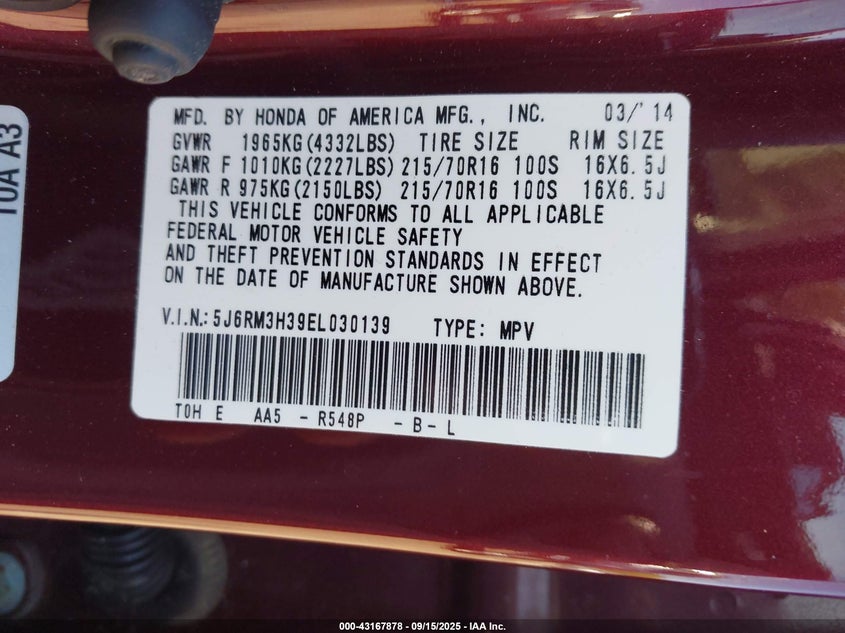 10A A3
MFD. BY HONDA OF AMERICA MFG., INC. 03/'14
GVWR 1965KG(4332LBS) TIRE SIZE RIM SIZE
GAWR F 1010KG(2227LBS) 215/70R16 100S 16X6.5J
GAWR R 975KG(2150LBS) 215/70R16 100S 16X6.5J
THIS VEHICLE CONFORMS TO ALL APPLICABLE
FEDERAL MOTOR VEHICLE SAFETY
AND THEFT PREVENTION STANDARDS IN EFFECT
ON THE DATE OF MANUFACTURE SHOWN ABOVE.
V.I.N.: 5J6RM3H39EL030139 TYPE: MPV
T0H E AA5 - R548P - B- L
000-43167878 - 09/15/2025 - IAA Inc.